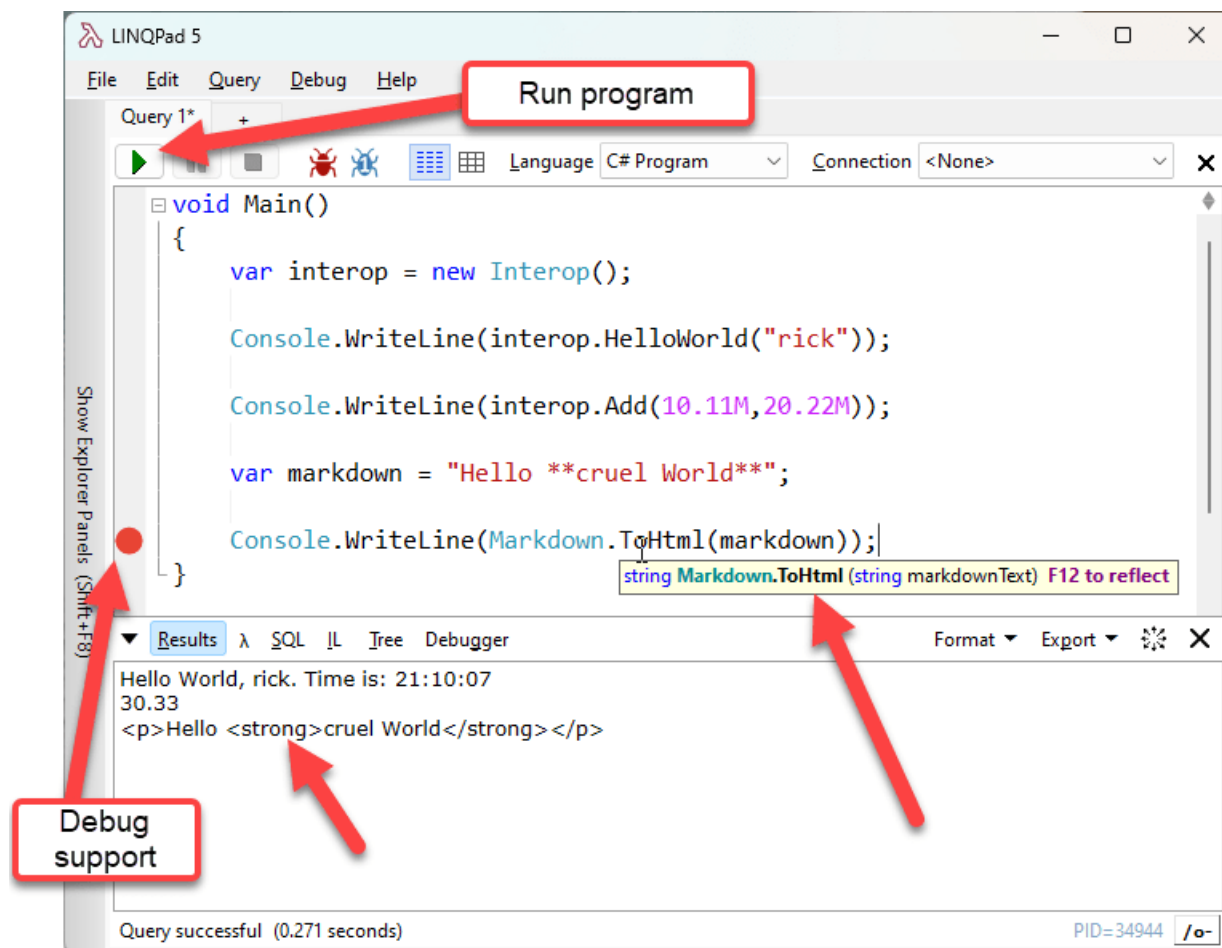 LINQPad 5
File Edit Query Debug Help
Run program
Query 1* +
Language C# Program Connection <None>
void Main()
{
var interop = new Interop();
Console.WriteLine(interop.HelloWorld("rick"));
Console.WriteLine(interop.Add(10.11M,20.22M));
var markdown = "Hello **cruel World**";
Console.WriteLine(Markdown.ToHtml(markdown));
}
string Markdown.ToHtml (string markdownText) F12 to reflect
Show Explorer Panels (Shift+F8)
Results λ SQL IL Tree Debugger Format Export
Hello World, rick. Time is: 21:10:07
30.33
<p>Hello <strong>cruel World</strong></p>
Debug
support
Query successful (0.271 seconds) PID=34944 /o-